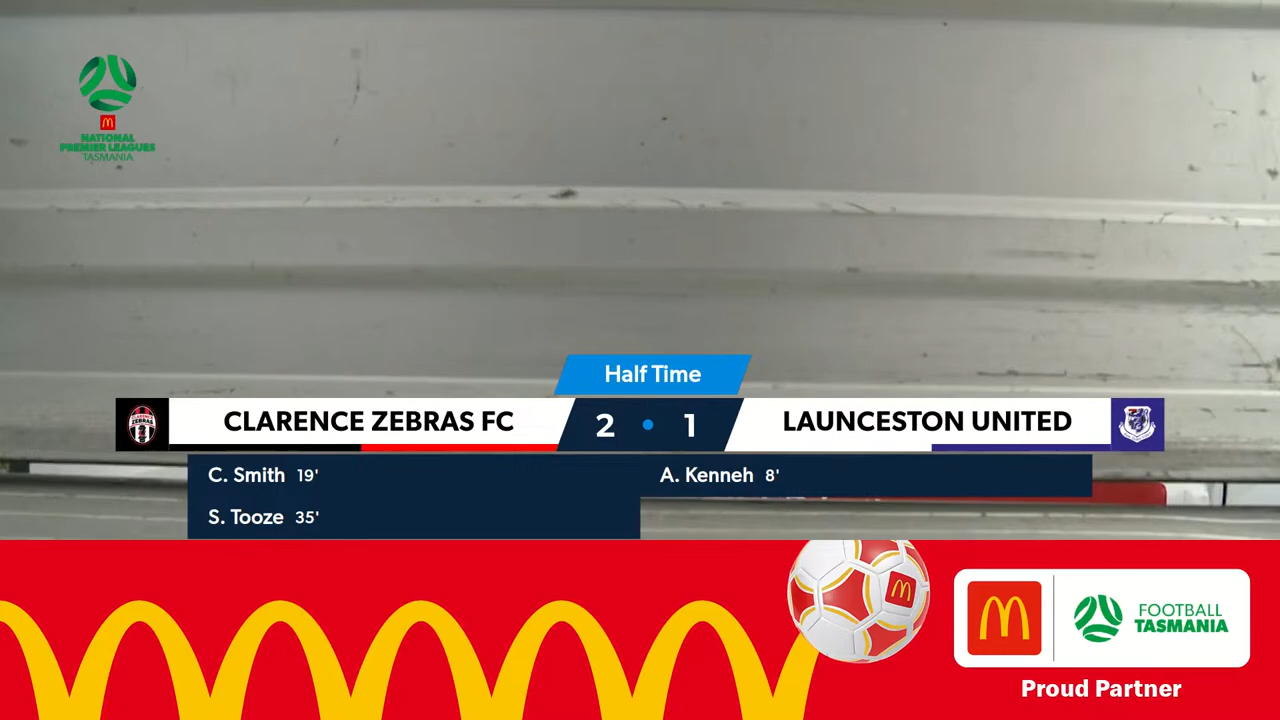 NATIONAL
PREMIER LEAGUES
TASMANIA
Half Time
CLARENCE ZEBRAS FC
2 • 1
LAUNCESTON UNITED
C. Smith 19'
A. Kenneh 8'
S. Tooze 35'
FOOTBALL
TASMANIA
Proud Partner